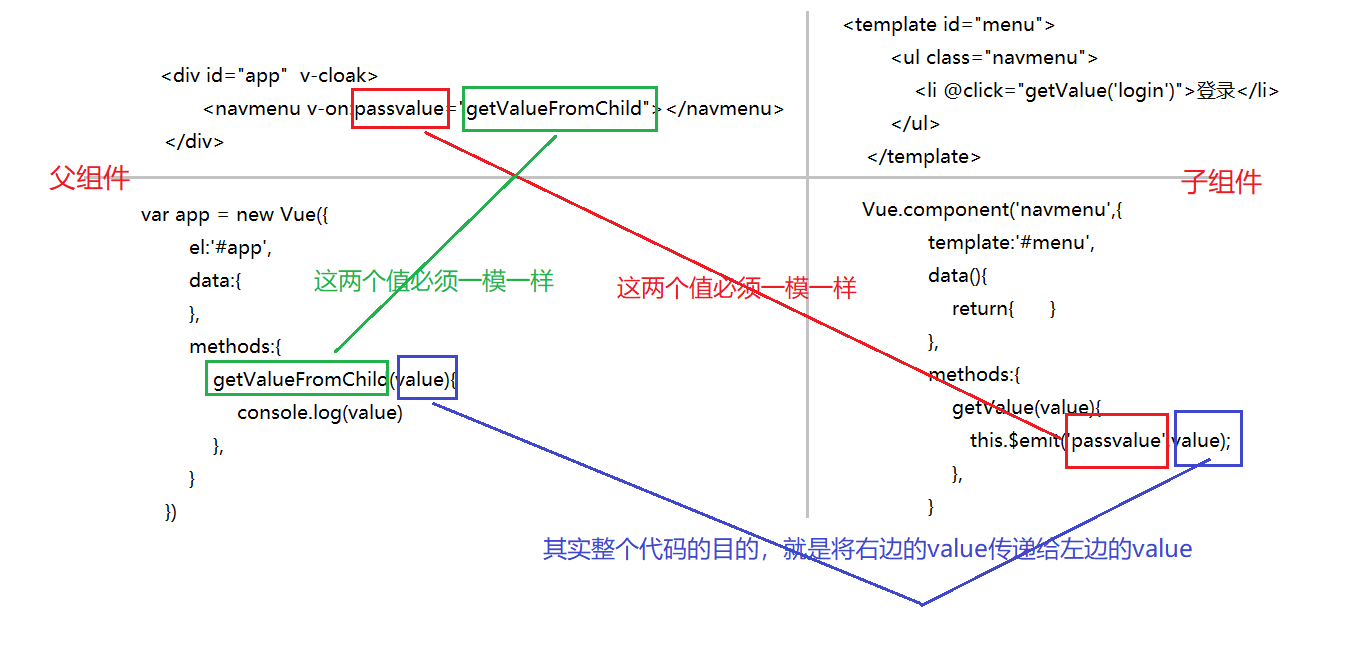 <div id="app"  v-cloak>
<navmenu v-on:passvalue="getValueFromChild"></navmenu>
</div>
父组件
var app = new Vue({
el:'#app',
data:{
},
methods:{
getValueFromChild(value){
console.log(value)
},
}
})
这两个值必须一模一样
<template id="menu">
<ul class="navmenu">
<li @click="getValue('login')">登录</li>
</ul>
</template>
子组件
Vue.component('navmenu',{
template:'#menu',
data(){
return{      }
},
methods:{
getValue(value){
this.$emit('passvalue',value);
},
}
这两个值必须一模一样
其实整个代码的目的，就是将右边的value传递给左边的value